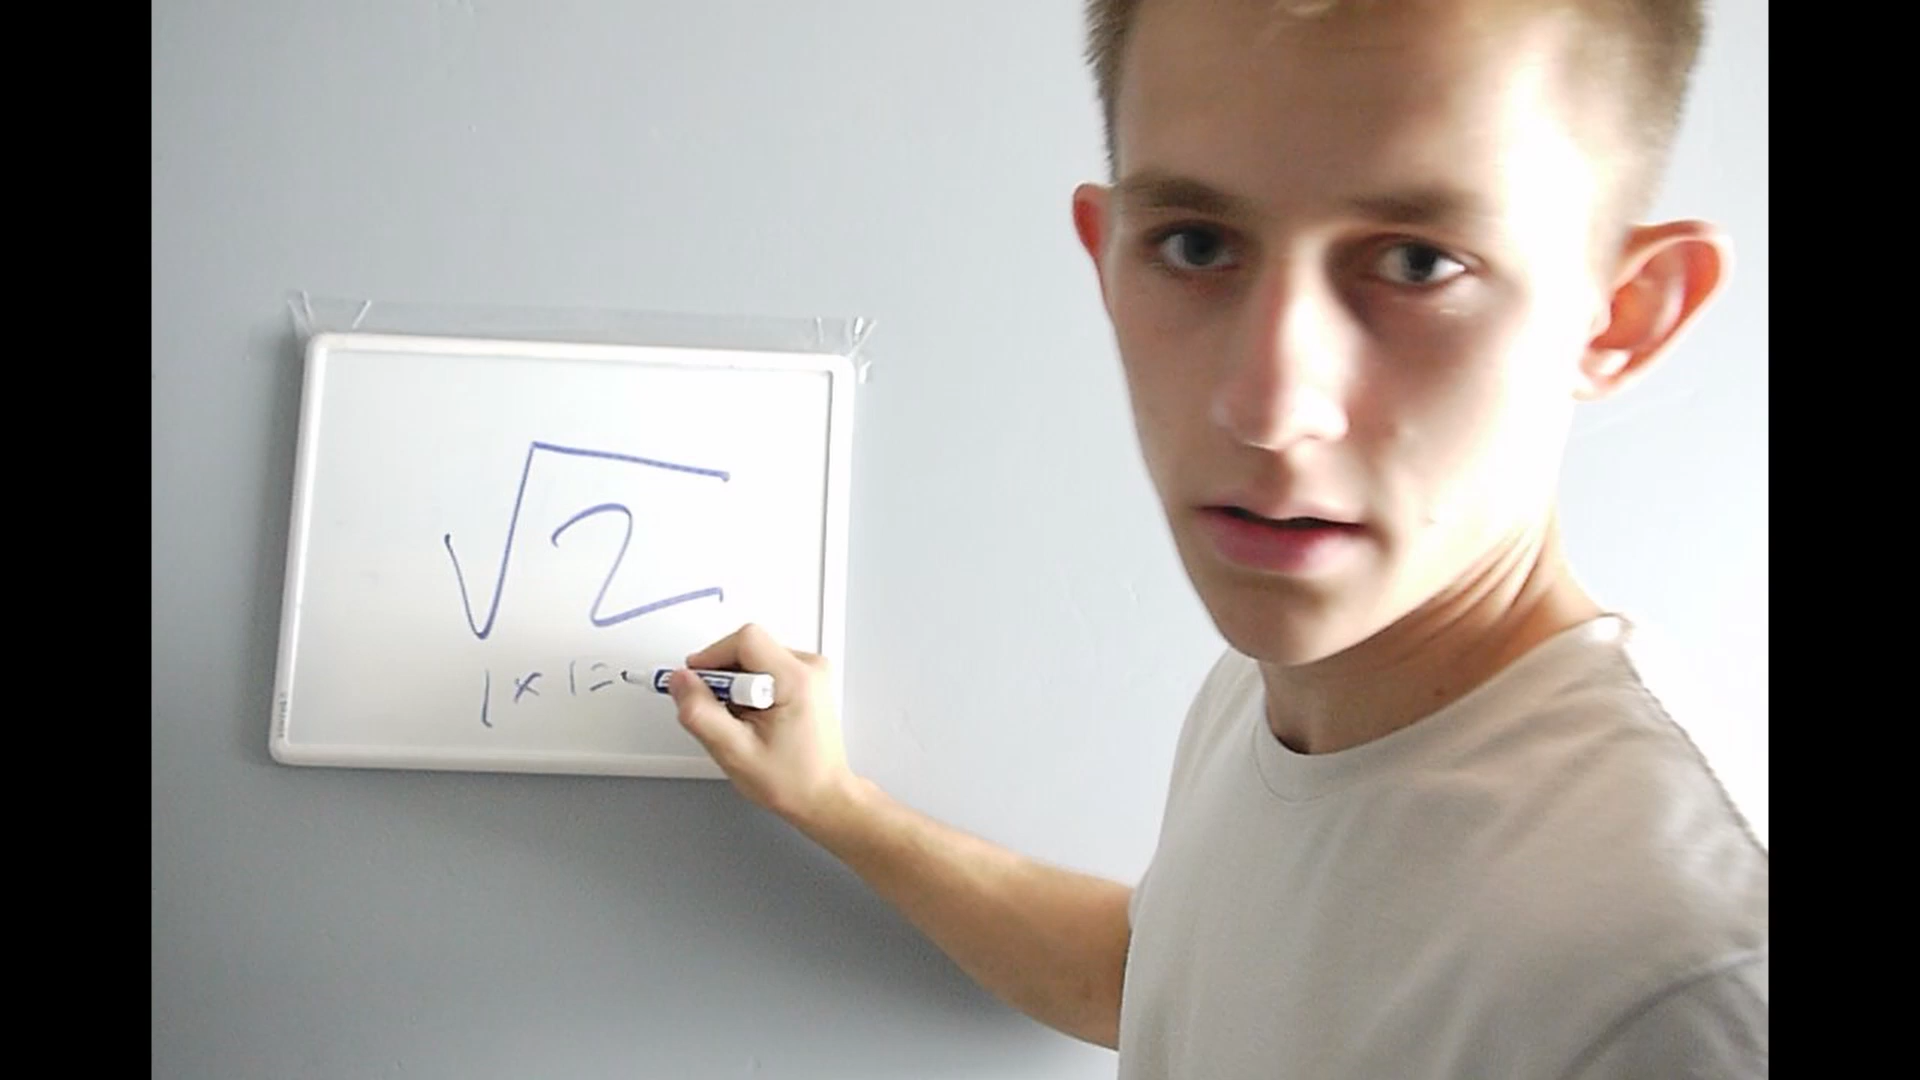 √2
1 x 1 =